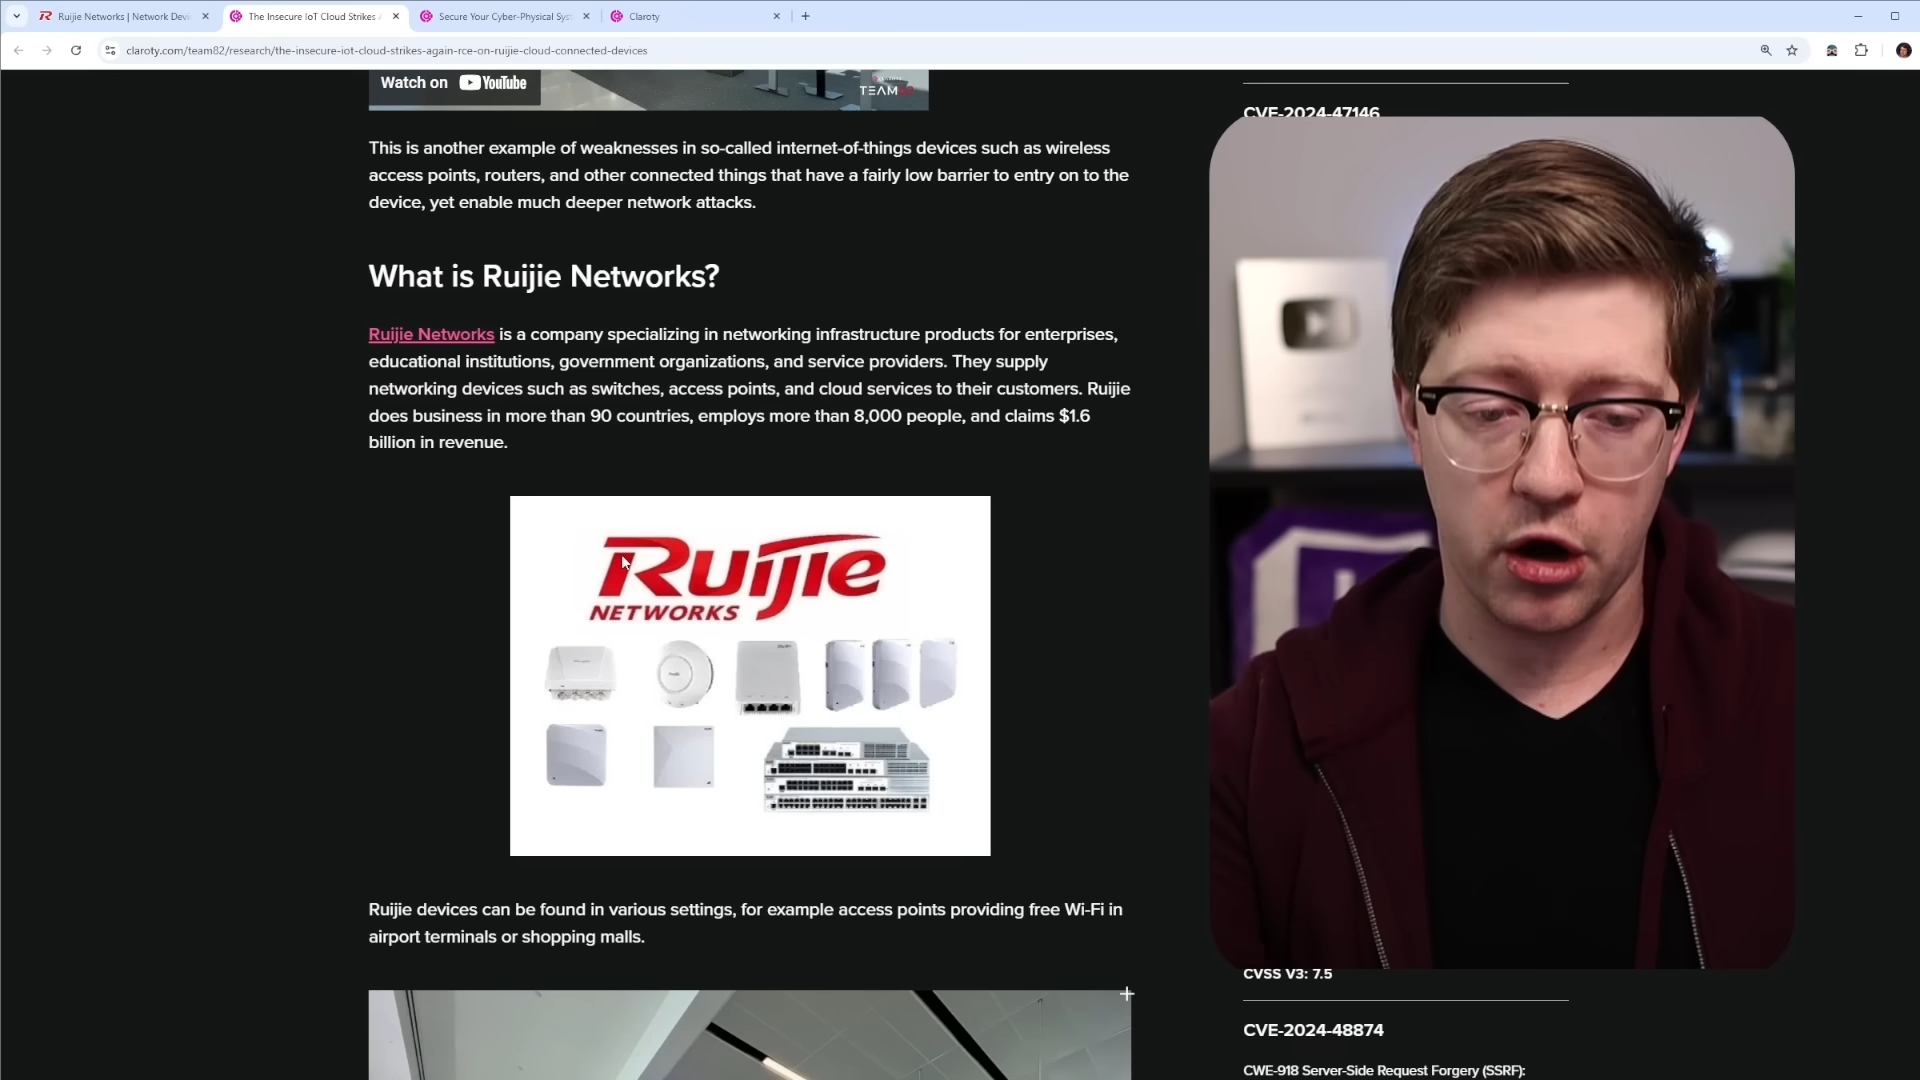 Ruijie Networks | Network Devi
The Insecure IoT Cloud Strikes A
Secure Your Cyber-Physical Syst
Claroty
claroty.com/team82/research/the-insecure-iot-cloud-strikes-again-rce-on-ruijie-cloud-connected-devices
Watch on YouTube
TEAM82
This is another example of weaknesses in so-called internet-of-things devices such as wireless
access points, routers, and other connected things that have a fairly low barrier to entry on to the
device, yet enable much deeper network attacks.
What is Ruijie Networks?
Ruijie Networks is a company specializing in networking infrastructure products for enterprises,
educational institutions, government organizations, and service providers. They supply
networking devices such as switches, access points, and cloud services to their customers. Ruijie
does business in more than 90 countries, employs more than 8,000 people, and claims $1.6
billion in revenue.
Ruijie
NETWORKS
Ruijie devices can be found in various settings, for example access points providing free Wi-Fi in
airport terminals or shopping malls.
CVE-2024-47146
CVSS V3: 7.5
CVE-2024-48874
CWE-918 Server-Side Request Forgery (SSRF):